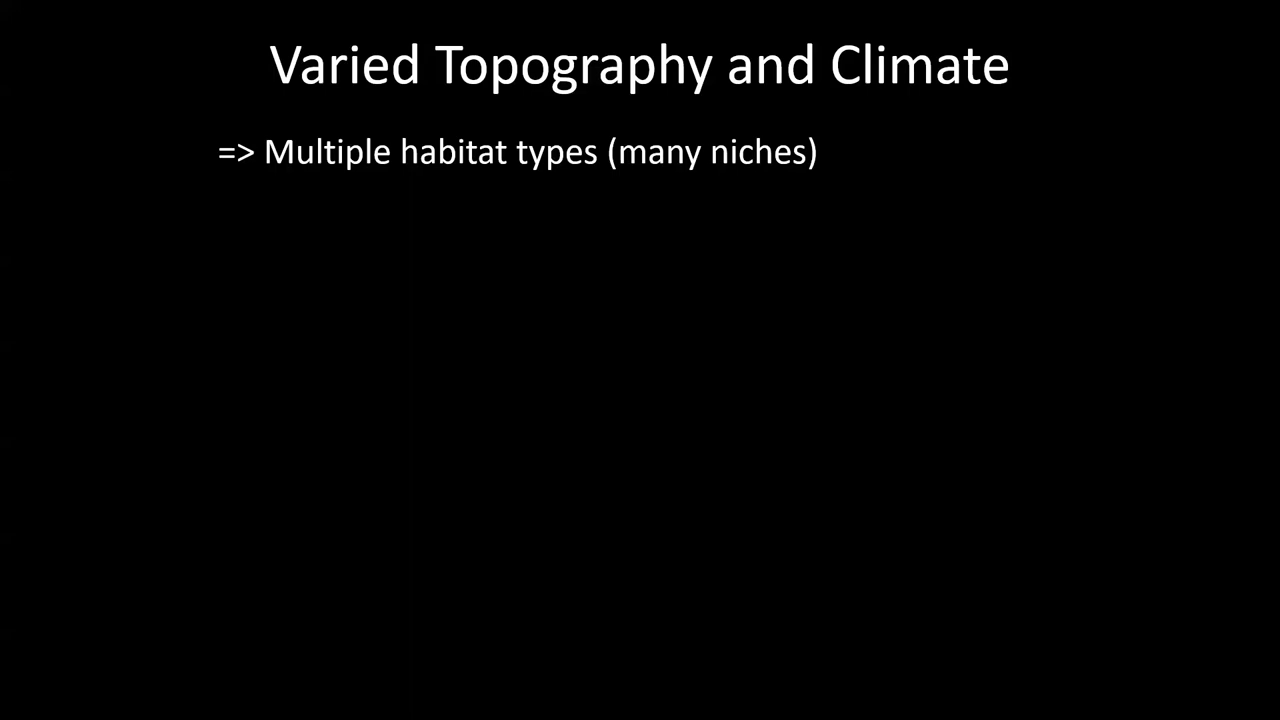 Varied Topography and Climate
=> Multiple habitat types (many niches)